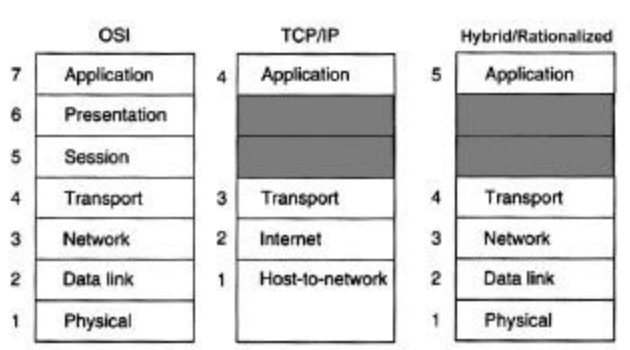 OSI TCP/IP Hybrid/Rationalized
7 Application 4 Application 5 Application
6 Presentation
5 Session
4 Transport 3 Transport 4 Transport
3 Network 2 Internet 3 Network
2 Data link 1 Host-to-network 2 Data link
1 Physical 1 Physical